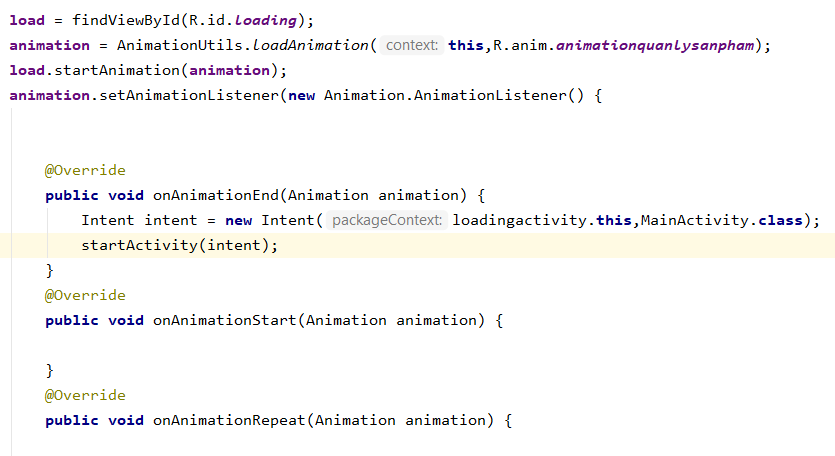 load = findViewById(R.id.loading);
animation = AnimationUtils.loadAnimation( context: this,R.anim.animationquanlysanpham);
load.startAnimation(animation);
animation.setAnimationListener(new Animation.AnimationListener() {
@Override
public void onAnimationEnd(Animation animation) {
Intent intent = new Intent( packageContext: loadingactivity.this,MainActivity.class);
startActivity(intent);
}
@Override
public void onAnimationStart(Animation animation) {
}
@Override
public void onAnimationRepeat(Animation animation) {